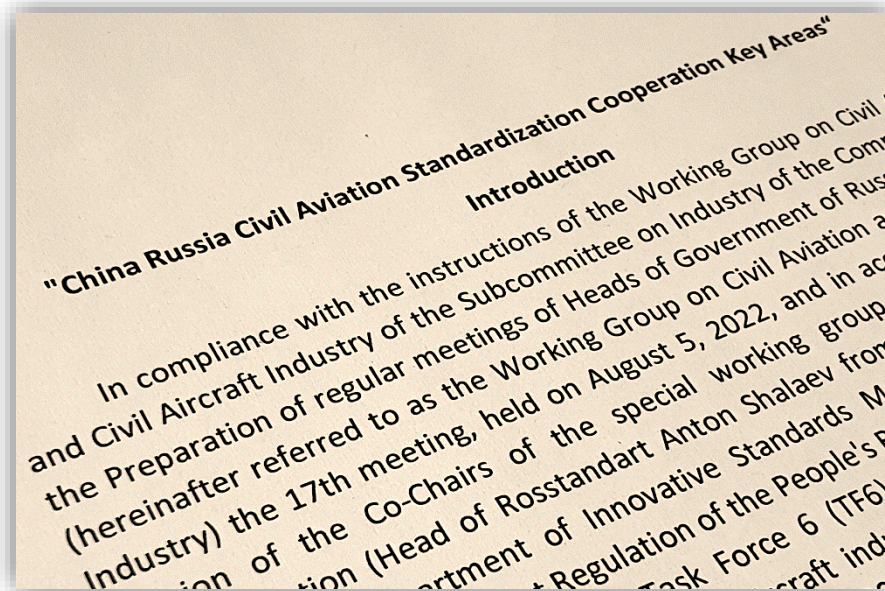 "China Russia Civil Aviation Standardization Cooperation Key Areas“
Introduction
In compliance with the instructions of the Working Group on Civil
and Civil Aircraft Industry of the Subcommittee on Industry of the
the Preparation of regular meetings of Heads of Government of
(hereinafter referred to as the Working Group on Civil Aviation
Industry) the 17th meeting, held on August 5, 2022, and in
of the Co-Chairs of the special working group
(Head of Rosstandart Anton Shalaev from
of Innovative Standards
Regulation of the People's
Task Force 6 (TF6)